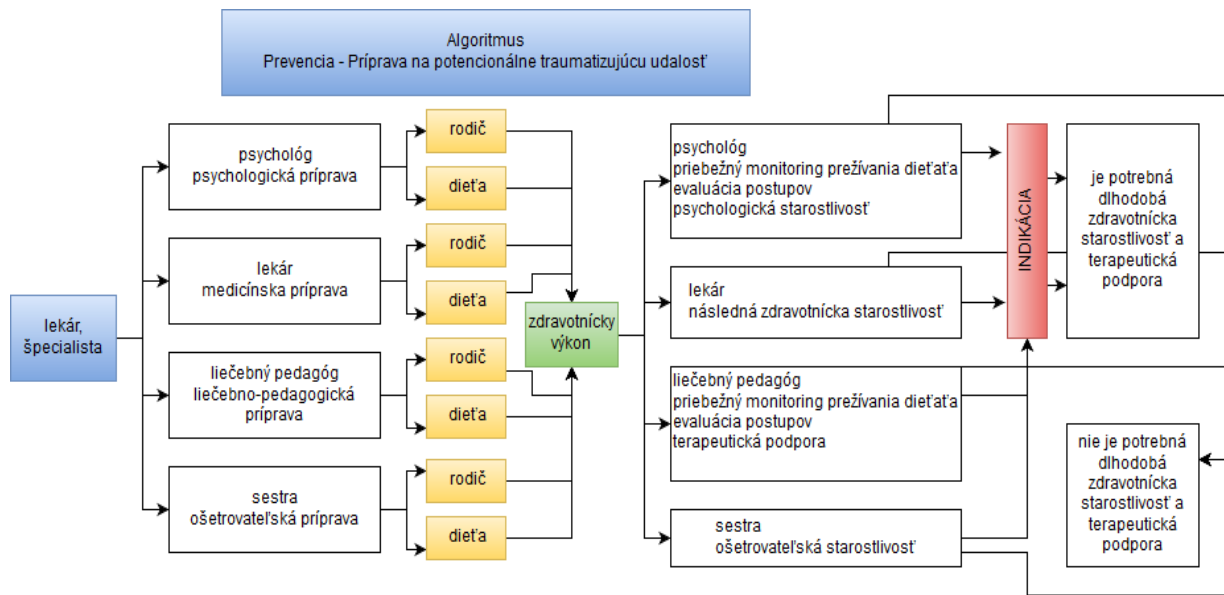 Algoritmus
Prevencia - Príprava na potencionálne traumatizujúcu udalosť
lekár,
špecialista
psychológ
psychologická príprava
rodič
dieťa
lekár
medicínska príprava
rodič
dieťa
liečebný pedagóg
liečebno-pedagogická
príprava
rodič
dieťa
sestra
ošetrovateľská príprava
rodič
dieťa
zdravotnícky
výkon
psychológ
priebežný monitoring prežívania dieťaťa
evaluácia postupov
psychologická starostlivosť
lekár
následná zdravotnícka starostlivosť
liečebný pedagóg
priebežný monitoring prežívania dieťaťa
evaluácia postupov
terapeutická podpora
sestra
ošetrovateľská starostlivosť
INDIKÁCIA
je potrebná
dlhodobá
zdravotnícka
starostlivosť a
terapeutická
podpora
nie je potrebná
dlhodobá
zdravotnícka
starostlivosť a
terapeutická
podpora